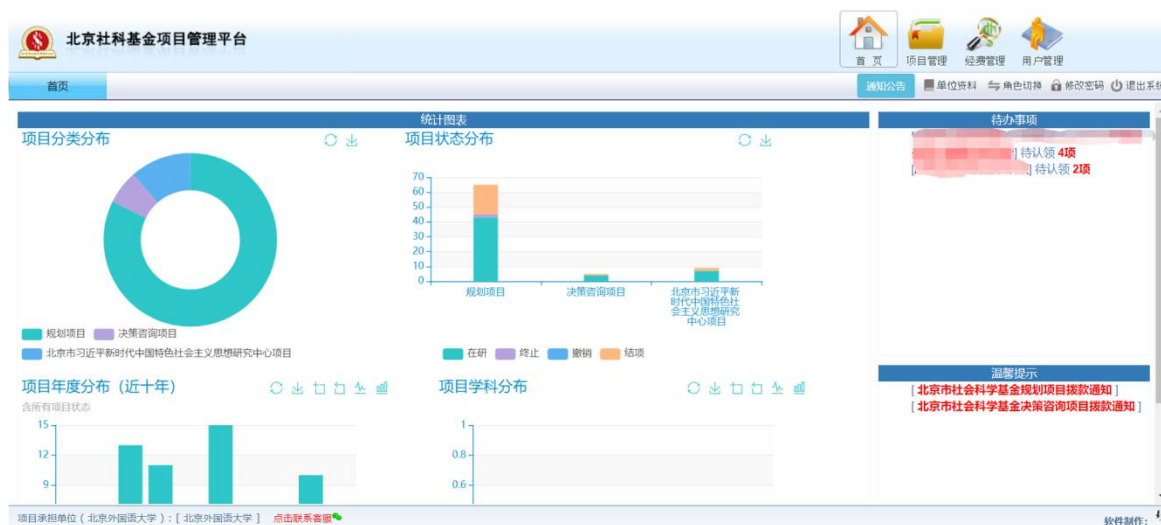 北京社科基金项目管理平台
首 页 项目管理 经费管理 用户管理
首页
通知公告 单位资料 角色切换 修改密码 退出系统
统计图表
项目分类分布
规划项目 决策咨询项目
北京市习近平新时代中国特色社会主义思想研究中心项目
项目状态分布
70
60
50
40
30
20
10
0
规划项目 决策咨询项目 北京市习近平新
时代中国特色社
会主义思想研究
中心项目
在研 终止 撤销 结项
待办事项
] 待认领 4项
[ ] 待认领 2项
项目年度分布（近十年）
含所有项目状态
15
12
9
项目学科分布
1
0.8
0.6
温馨提示
[ 北京市社会科学基金规划项目拨款通知 ]
[ 北京市社会科学基金决策咨询项目拨款通知 ]
项目承担单位 ( 北京外国语大学 ) : [ 北京外国语大学 ] 点击联系客服
软件制作：